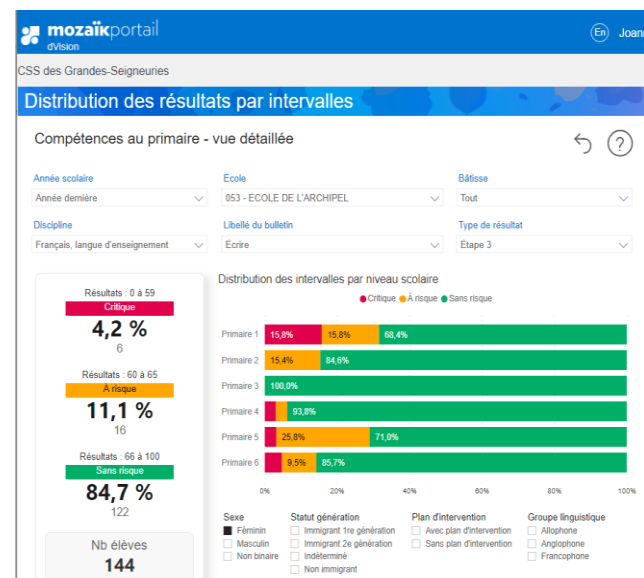 mozaïkportail
dVision
En Joan
CSS des Grandes-Seigneuries
Distribution des résultats par intervalles
Compétences au primaire - vue détaillée
?
Année scolaire
École
Bâtisse
Année dernière
053 - ECOLE DE L'ARCHIPEL
Tout
Discipline
Libellé du bulletin
Type de résultat
Français, langue d'enseignement
Écrire
Étape 3
Résultats : 0 à 59
Critique
4,2 %
6
Résultats : 60 à 65
À risque
11,1 %
16
Résultats : 66 à 100
Sans risque
84,7 %
122
Nb élèves
144
Distribution des intervalles par niveau scolaire
Critique À risque Sans risque
Primaire 1 15,8% 15,8% 68,4%
Primaire 2 15,4% 84,6%
Primaire 3 100,0%
Primaire 4 93,8%
Primaire 5 25,8% 71,0%
Primaire 6 9,5% 85,7%
0% 20% 40% 60% 80% 100%
Sexe
Féminin
Masculin
Non binaire
Statut génération
Immigrant 1re génération
Immigrant 2e génération
Indéterminé
Non immigrant
Plan d'intervention
Avec plan d'intervention
Sans plan d'intervention
Groupe linguistique
Allophone
Anglophone
Francophone